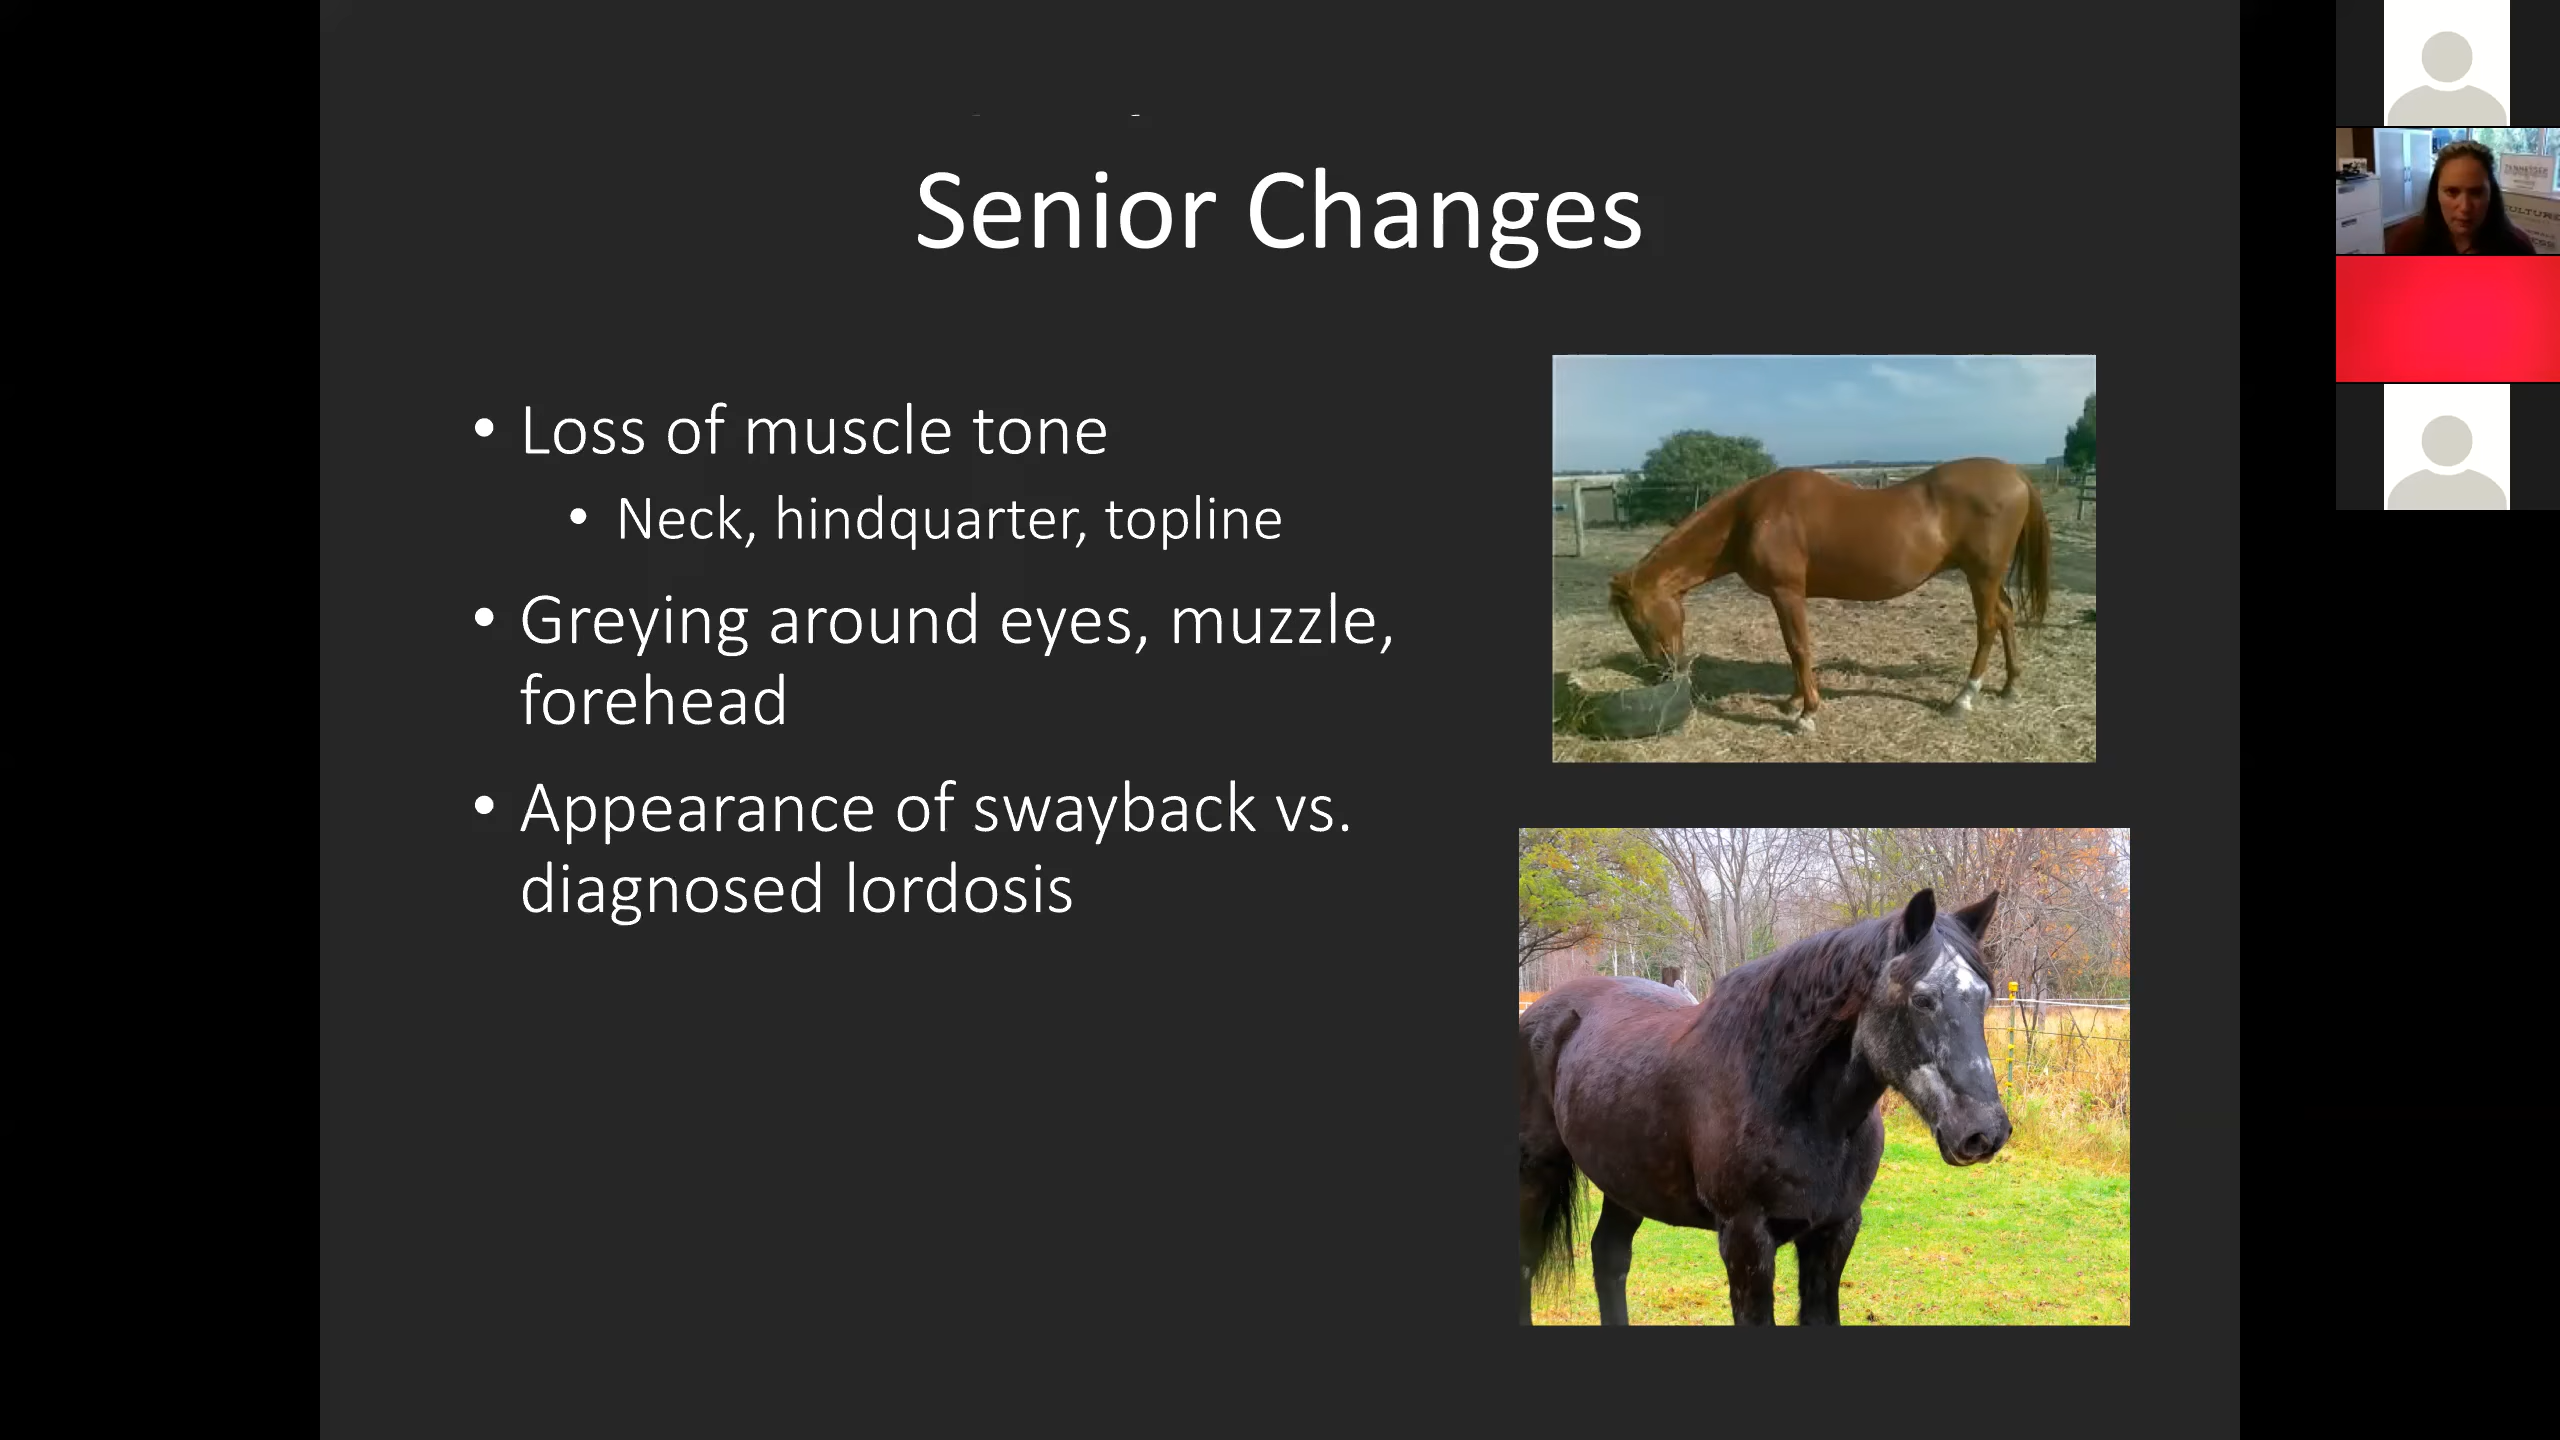 Senior Changes
• Loss of muscle tone
• Neck, hindquarter, topline
• Greying around eyes, muzzle,
forehead
• Appearance of swayback vs.
diagnosed lordosis
TENNESSEE